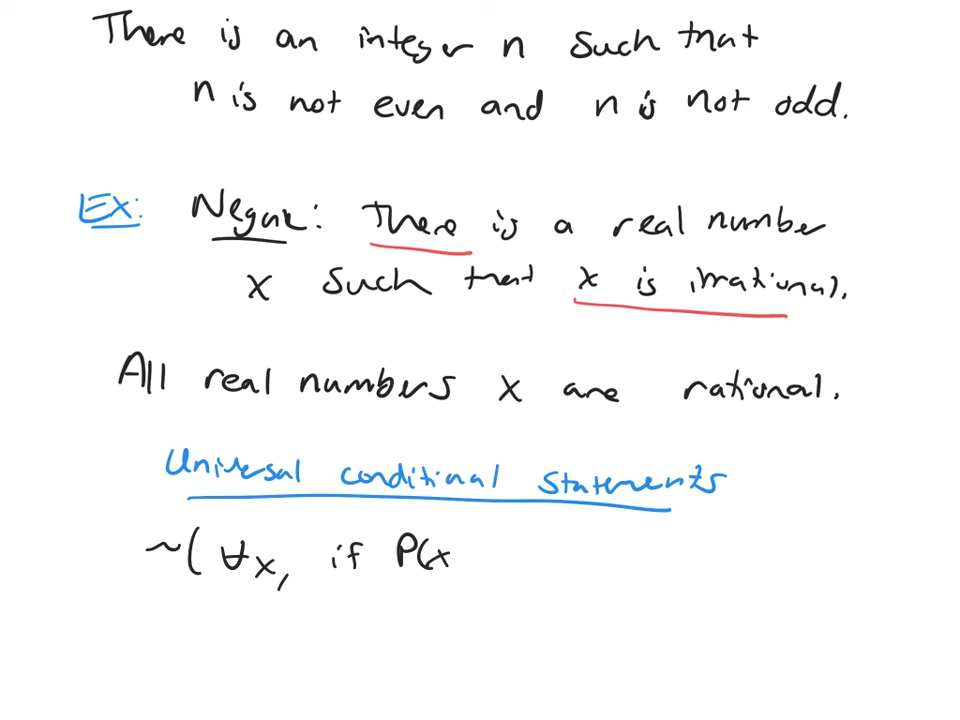 There is an integer n such that
n is not even and n is not odd.
Ex: Negate: There is a real number
x such that x is irrational.
All real numbers x are rational.
Universal conditional statements
~( ∀x, if P(x